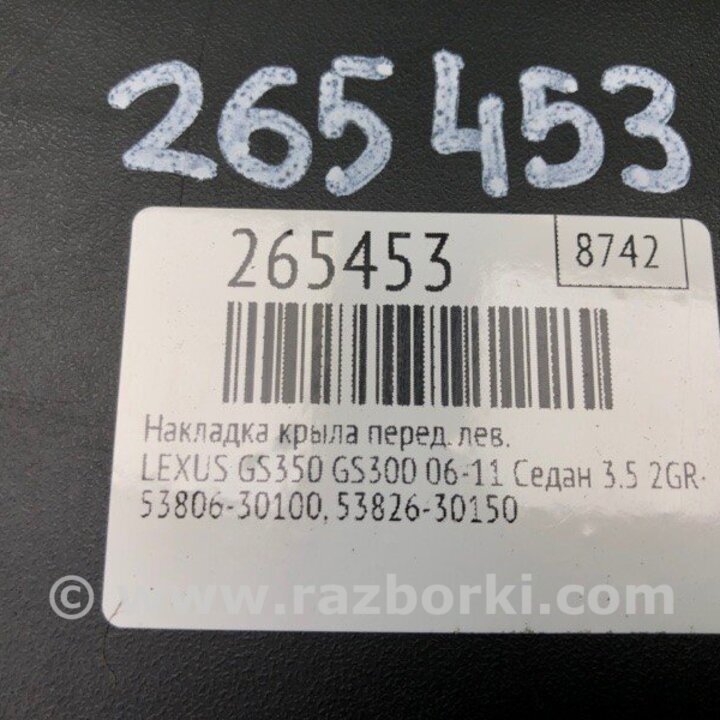 265453
265453
8742
Накладка крыла перед. лев.
LEXUS GS350 GS300 06-11 Седан 3.5 2GR-
53806-30100, 53826-30150
© www.razborki.com